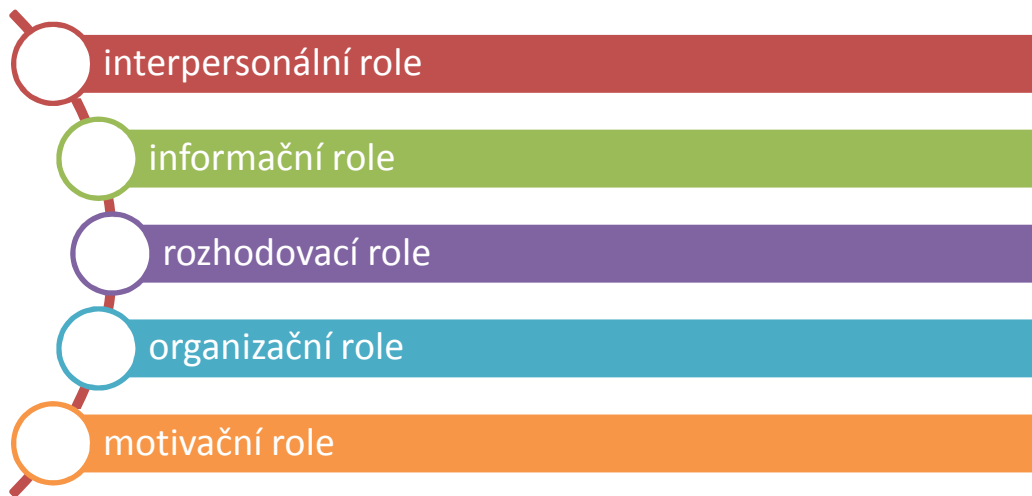 interpersonální role
informační role
rozhodovací role
organizační role
motivační role